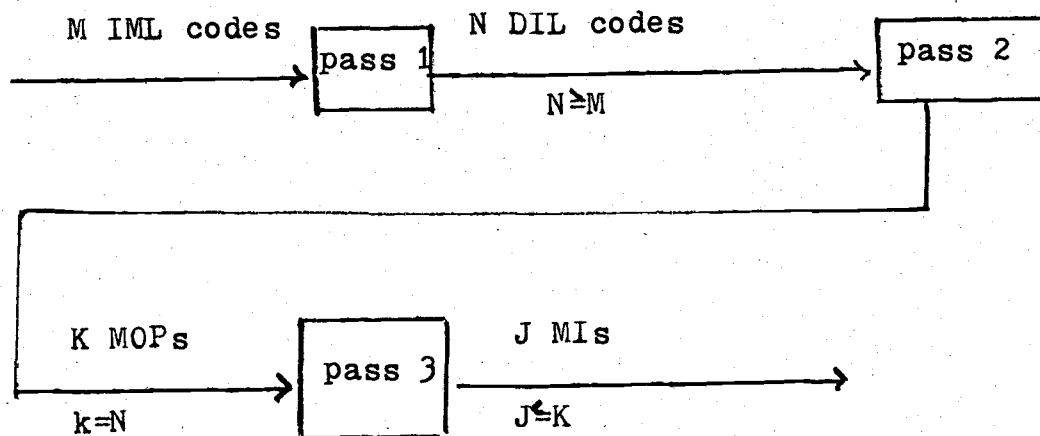 M IML codes
pass 1
N DIL codes
N≥M
pass 2
K MOPs
k=N
pass 3
J MIs
J≤K